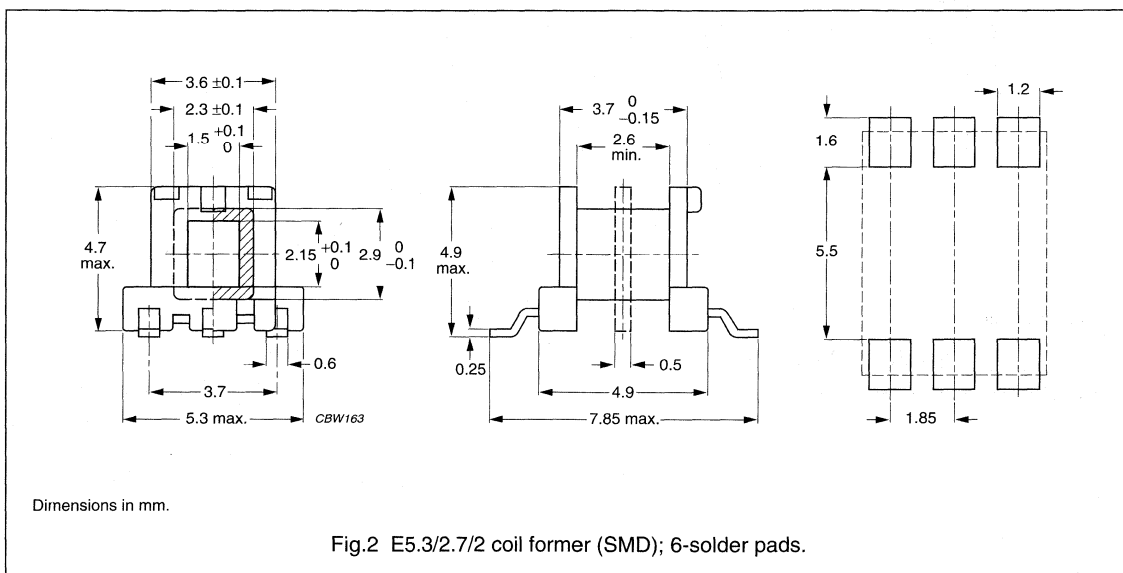 3.6 ±0.1
2.3 ±0.1
1.5 +0.1 0
4.7 max.
2.15 +0.1 0
2.9 0 −0.1
0.6
3.7
5.3 max.
CBW163
3.7 0 −0.15
2.6 min.
4.9 max.
0.25
0.5
4.9
7.85 max.
1.2
1.6
5.5
1.85
Dimensions in mm.
Fig.2 E5.3/2.7/2 coil former (SMD); 6-solder pads.